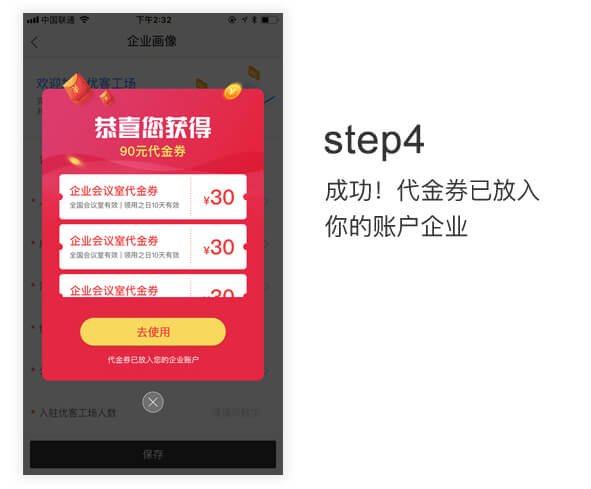 中国联通
下午2:32
企业画像
欢迎
优客工场
恭喜您获得
90元代金券
企业会议室代金券
全国会议室有效 | 领用之日10天有效
¥30
企业会议室代金券
全国会议室有效 | 领用之日10天有效
¥30
企业会议室代金券
¥30
去使用
代金券已放入您的企业账户
* 入驻优客工场人数
保存
step4
成功！代金券已放入
你的账户企业